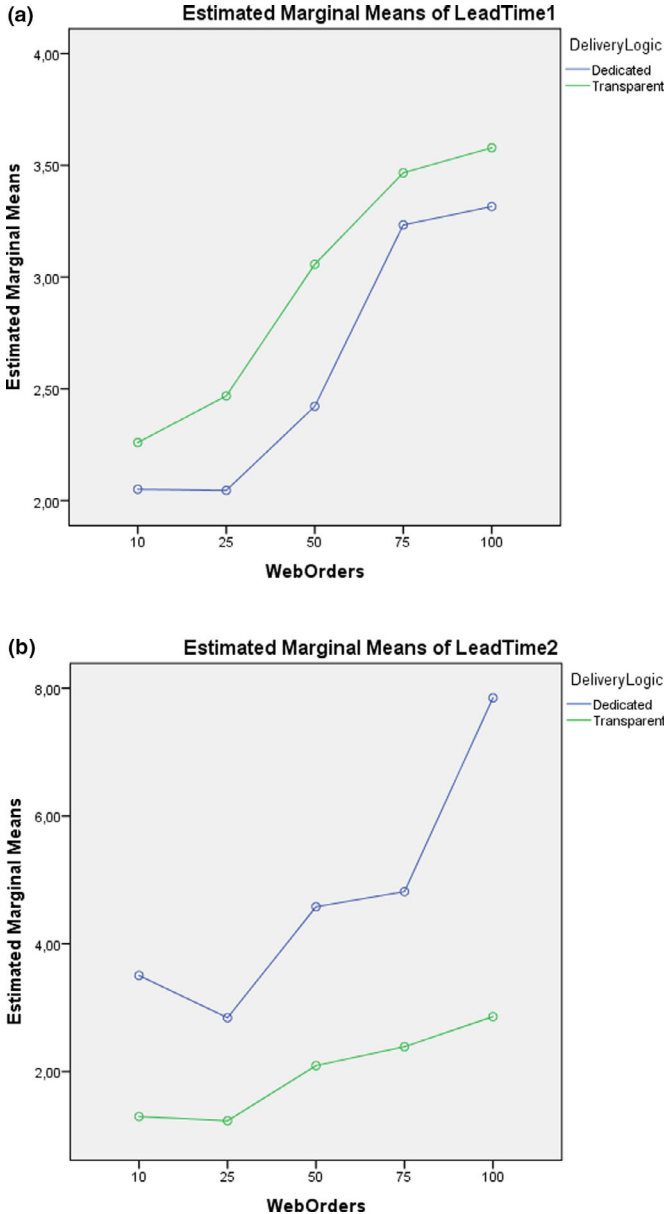 (a)
Estimated Marginal Means of LeadTime1
DeliveryLogic
Dedicated
Transparent
4,00
3,50
3,00
2,50
2,00
Estimated Marginal Means
10 25 50 75 100
WebOrders
(b)
Estimated Marginal Means of LeadTime2
DeliveryLogic
Dedicated
Transparent
8,00
6,00
4,00
2,00
Estimated Marginal Means
10 25 50 75 100
WebOrders